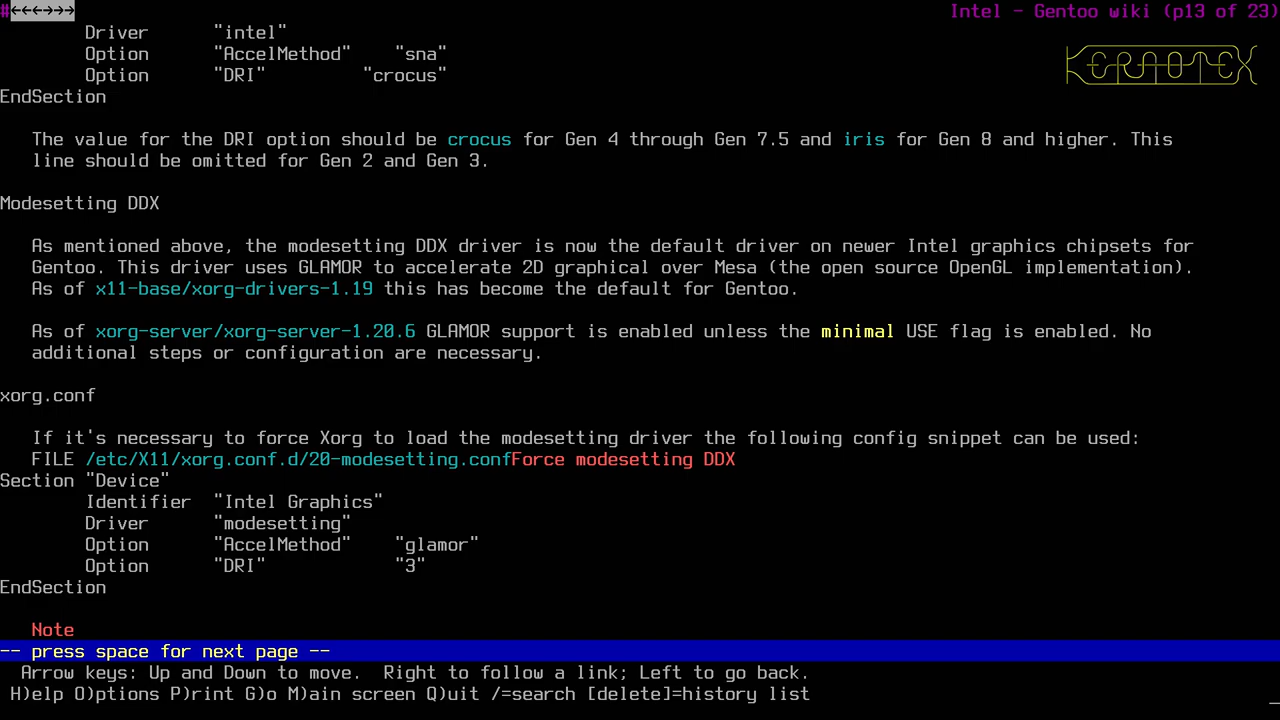 #←←←→→→ Intel - Gentoo wiki (p13 of 23)
Driver "intel"
Option "AccelMethod" "sna"
Option "DRI" "crocus"
KERAOTEX
EndSection
The value for the DRI option should be crocus for Gen 4 through Gen 7.5 and iris for Gen 8 and higher. This
line should be omitted for Gen 2 and Gen 3.
Modesetting DDX
As mentioned above, the modesetting DDX driver is now the default driver on newer Intel graphics chipsets for
Gentoo. This driver uses GLAMOR to accelerate 2D graphical over Mesa (the open source OpenGL implementation).
As of x11-base/xorg-drivers-1.19 this has become the default for Gentoo.
As of xorg-server/xorg-server-1.20.6 GLAMOR support is enabled unless the minimal USE flag is enabled. No
additional steps or configuration are necessary.
xorg.conf
If it's necessary to force Xorg to load the modesetting driver the following config snippet can be used:
FILE /etc/X11/xorg.conf.d/20-modesetting.confForce modesetting DDX
Section "Device"
Identifier "Intel Graphics"
Driver "modesetting"
Option "AccelMethod" "glamor"
Option "DRI" "3"
EndSection
Note
-- press space for next page --
Arrow keys: Up and Down to move. Right to follow a link; Left to go back.
H)elp O)ptions P)rint G)o M)ain screen Q)uit /=search [delete]=history list